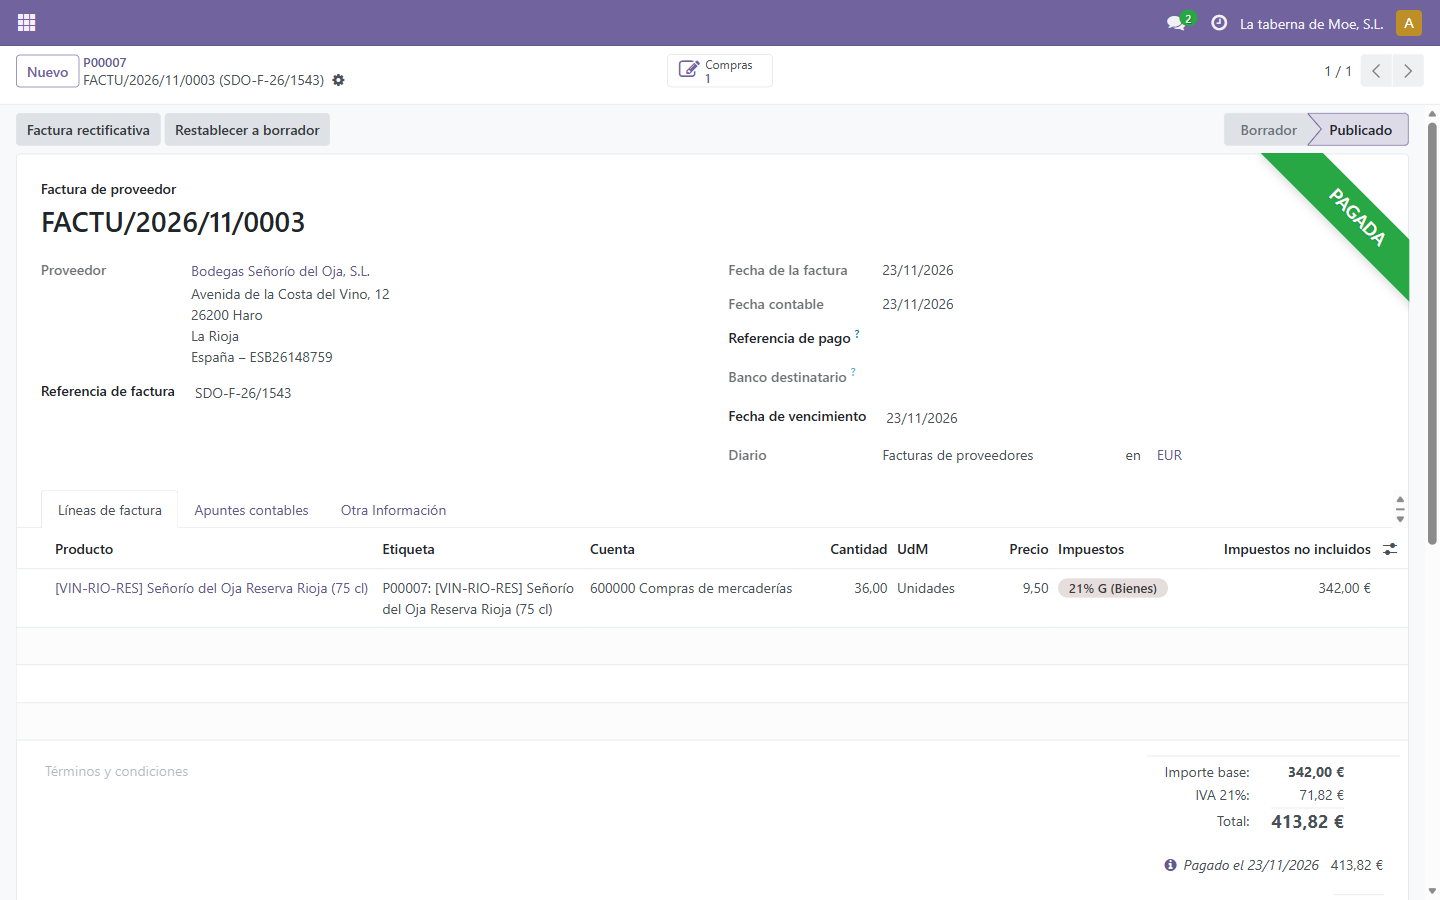 2
La taberna de Moe, S.L.
A
Nuevo
P00007
FACTU/2026/11/0003 (SDO-F-26/1543)
Compras
1
1 / 1
Factura rectificativa
Restablecer a borrador
Borrador
Publicado
PAGADA
Factura de proveedor
FACTU/2026/11/0003
Proveedor
Bodegas Señorío del Oja, S.L.
Avenida de la Costa del Vino, 12
26200 Haro
La Rioja
España – ESB26148759
Referencia de factura
SDO-F-26/1543
Fecha de la factura
23/11/2026
Fecha contable
23/11/2026
Referencia de pago ?
Banco destinatario ?
Fecha de vencimiento
23/11/2026
Diario
Facturas de proveedores
en
EUR
Líneas de factura
Apuntes contables
Otra Información
Producto
Etiqueta
Cuenta
Cantidad
UdM
Precio
Impuestos
Impuestos no incluidos
[VIN-RIO-RES] Señorío del Oja Reserva Rioja (75 cl)
P00007: [VIN-RIO-RES] Señorío
del Oja Reserva Rioja (75 cl)
600000 Compras de mercaderías
36,00
Unidades
9,50
21% G (Bienes)
342,00 €
Términos y condiciones
Importe base:
342,00 €
IVA 21%:
71,82 €
Total:
413,82 €
Pagado el 23/11/2026
413,82 €